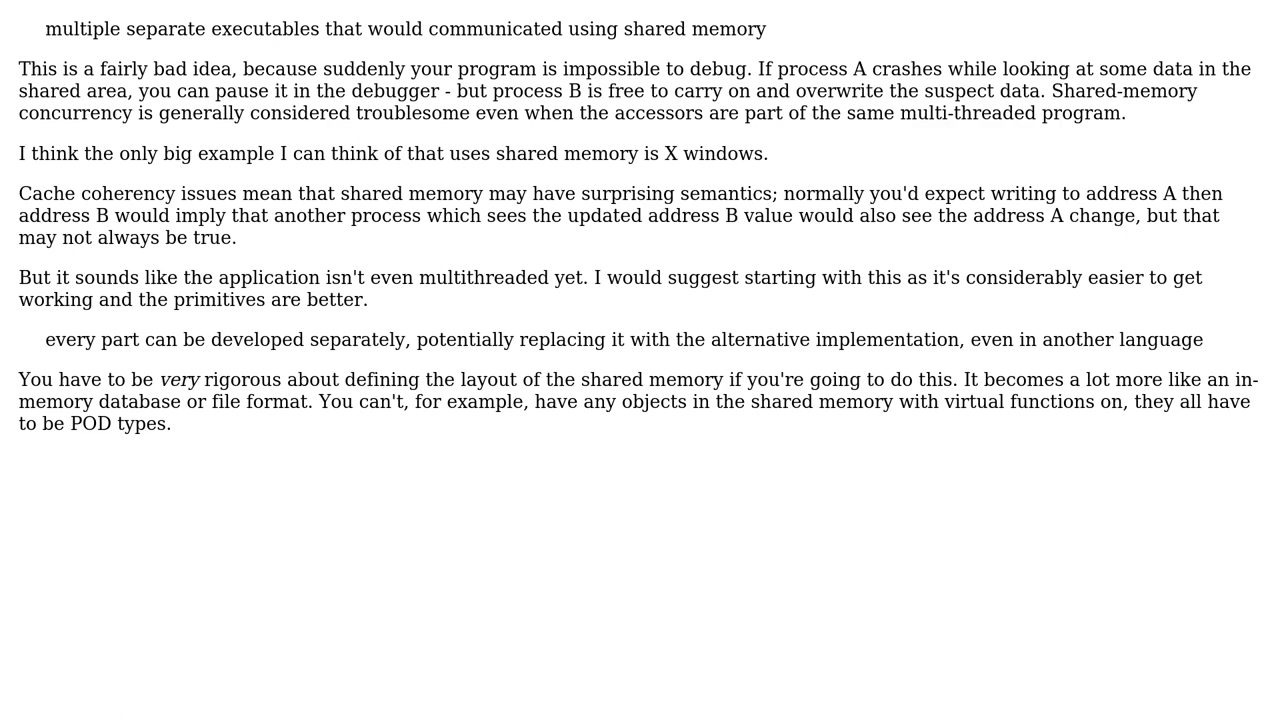 multiple separate executables that would communicated using shared memory
This is a fairly bad idea, because suddenly your program is impossible to debug. If process A crashes while looking at some data in the
shared area, you can pause it in the debugger - but process B is free to carry on and overwrite the suspect data. Shared-memory
concurrency is generally considered troublesome even when the accessors are part of the same multi-threaded program.
I think the only big example I can think of that uses shared memory is X windows.
Cache coherency issues mean that shared memory may have surprising semantics; normally you'd expect writing to address A then
address B would imply that another process which sees the updated address B value would also see the address A change, but that
may not always be true.
But it sounds like the application isn't even multithreaded yet. I would suggest starting with this as it's considerably easier to get
working and the primitives are better.
every part can be developed separately, potentially replacing it with the alternative implementation, even in another language
You have to be very rigorous about defining the layout of the shared memory if you're going to do this. It becomes a lot more like an in-
memory database or file format. You can't, for example, have any objects in the shared memory with virtual functions on, they all have
to be POD types.